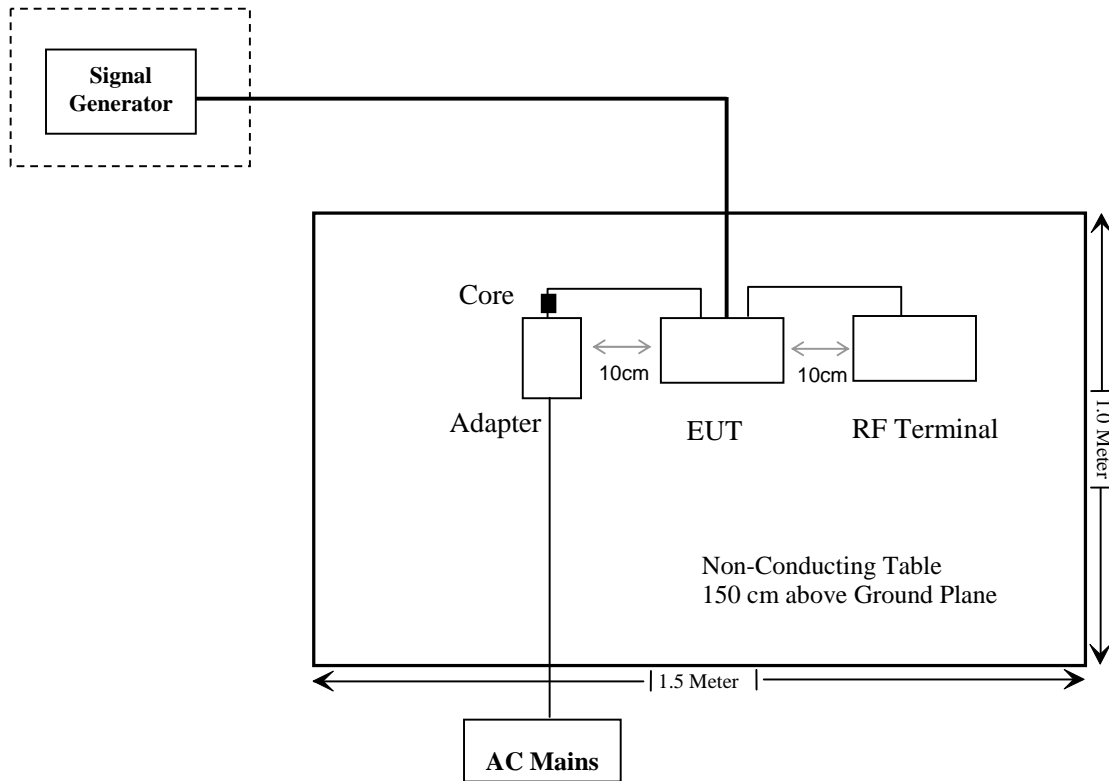 Signal
Generator
Core
10cm
10cm
Adapter
EUT
RF Terminal
1.0 Meter
Non-Conducting Table
150 cm above Ground Plane
1.5 Meter
AC Mains